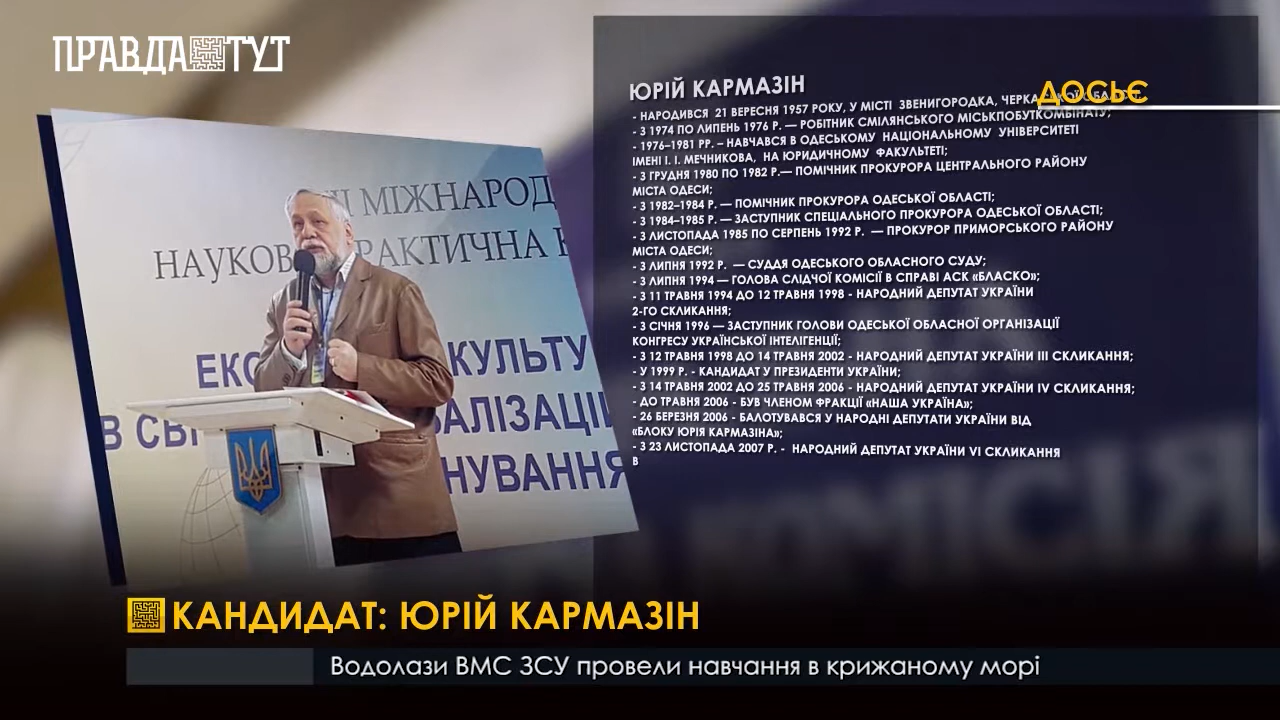 ПРАВДА ТУТ
ДОСЬЄ
ЮРІЙ КАРМАЗІН
- НАРОДИВСЯ 21 ВЕРЕСНЯ 1957 РОКУ, У МІСТІ ЗВЕНИГОРОДКА, ЧЕРКАСЬКОЇ ОБЛАСТІ;
- З 1974 ПО ЛИПЕНЬ 1976 Р. — РОБІТНИК СМІЛЯНСЬКОГО МІСЬКПОБУТКОМБІНАТУ;
- 1976–1981 РР. – НАВЧАВСЯ В ОДЕСЬКОМУ НАЦІОНАЛЬНОМУ УНІВЕРСИТЕТІ
ІМЕНІ І. І. МЕЧНИКОВА, НА ЮРИДИЧНОМУ ФАКУЛЬТЕТІ;
- З ГРУДНЯ 1980 ПО 1982 Р.— ПОМІЧНИК ПРОКУРОРА ЦЕНТРАЛЬНОГО РАЙОНУ
МІСТА ОДЕСИ;
- З 1982–1984 Р. — ПОМІЧНИК ПРОКУРОРА ОДЕСЬКОЇ ОБЛАСТІ;
- З 1984–1985 Р. — ЗАСТУПНИК СПЕЦІАЛЬНОГО ПРОКУРОРА ОДЕСЬКОЇ ОБЛАСТІ;
- З ЛИСТОПАДА 1985 ПО СЕРПЕНЬ 1992 Р. — ПРОКУРОР ПРИМОРСЬКОГО РАЙОНУ
МІСТА ОДЕСИ;
- З ЛИПНЯ 1992 Р. — СУДДЯ ОДЕСЬКОГО ОБЛАСНОГО СУДУ;
- З ЛИПНЯ 1994 — ГОЛОВА СЛІДЧОЇ КОМІСІЇ В СПРАВІ АСК «БЛАСКО»;
- З 11 ТРАВНЯ 1994 ДО 12 ТРАВНЯ 1998 - НАРОДНИЙ ДЕПУТАТ УКРАЇНИ
2-ГО СКЛИКАННЯ;
- З СІЧНЯ 1996 — ЗАСТУПНИК ГОЛОВИ ОДЕСЬКОЇ ОБЛАСНОЇ ОРГАНІЗАЦІЇ
КОНГРЕСУ УКРАЇНСЬКОЇ ІНТЕЛІГЕНЦІЇ;
- З 12 ТРАВНЯ 1998 ДО 14 ТРАВНЯ 2002 - НАРОДНИЙ ДЕПУТАТ УКРАЇНИ III СКЛИКАННЯ;
- У 1999 Р. - КАНДИДАТ У ПРЕЗИДЕНТИ УКРАЇНИ;
- З 14 ТРАВНЯ 2002 ДО 25 ТРАВНЯ 2006 - НАРОДНИЙ ДЕПУТАТ УКРАЇНИ IV СКЛИКАННЯ;
- ДО ТРАВНЯ 2006 - БУВ ЧЛЕНОМ ФРАКЦІЇ «НАША УКРАЇНА»;
- 26 БЕРЕЗНЯ 2006 - БАЛОТУВАВСЯ У НАРОДНІ ДЕПУТАТИ УКРАЇНИ ВІД
«БЛОКУ ЮРІЯ КАРМАЗІНА»;
- З 23 ЛИСТОПАДА 2007 Р. - НАРОДНИЙ ДЕПУТАТ УКРАЇНИ VI СКЛИКАННЯ
В
МІЖНАРОД
НАУКОВ РАКТИЧНА К
ЕКО КУЛЬТУ
В СВІ АЛІЗАЦІЙ
НУВАННЯ
КОМІСІЯ
КАНДИДАТ: ЮРІЙ КАРМАЗІН
Водолази ВМС ЗСУ провели навчання в крижаному морі